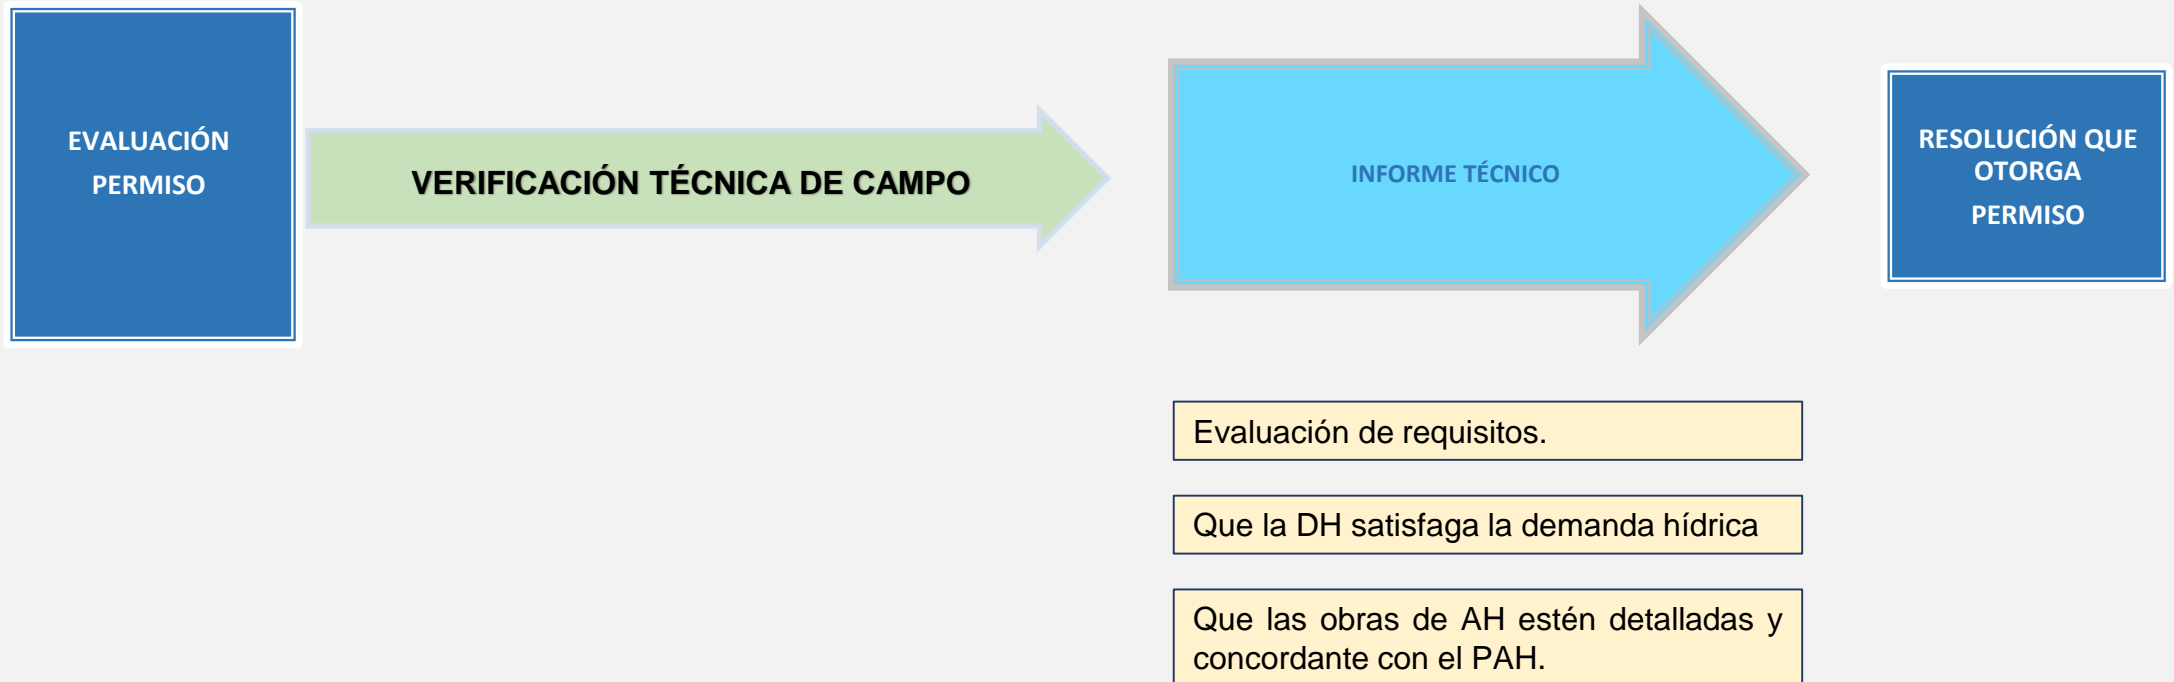 EVALUACIÓN
PERMISO
VERIFICACIÓN TÉCNICA DE CAMPO
INFORME TÉCNICO
RESOLUCIÓN QUE
OTORGA
PERMISO
Evaluación de requisitos.
Que la DH satisfaga la demanda hídrica
Que las obras de AH estén detalladas y
concordante con el PAH.